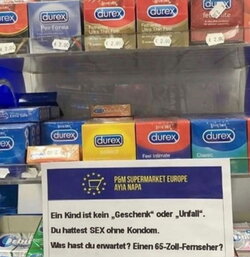 durex
durex
durex
durex
durex
durex
durex
durex
Feel Intimate
Classic
P&M SUPERMARKET EUROPE
AYIA NAPA
Ein Kind ist kein „Geschenk" oder „Unfall".
Du hattest SEX ohne Kondom.
Was hast du erwartet? Einen 65-Zoll-Fernseher?